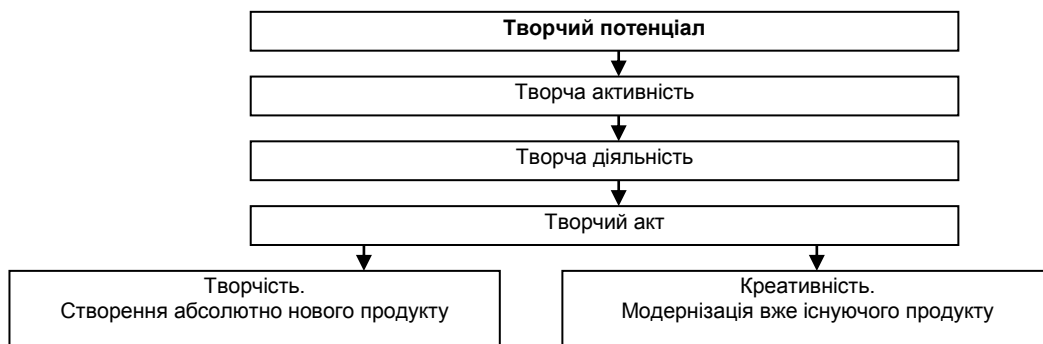 Творчий потенціал
Творча активність
Творча діяльність
Творчий акт
Творчість.
Створення абсолютно нового продукту
Креативність.
Модернізація вже існуючого продукту